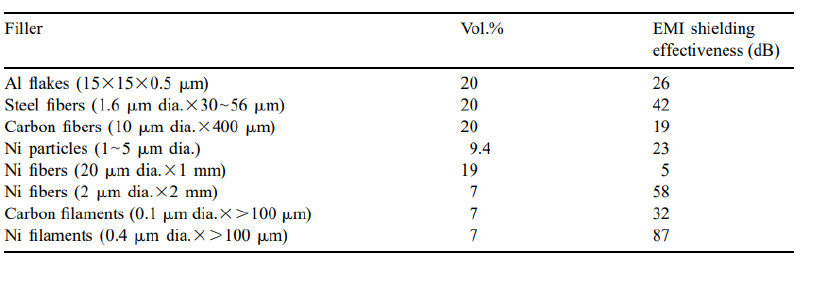 Filler Vol.% EMI shielding
effectiveness (dB)
Al flakes (15×15×0.5 μm) 20 26
Steel fibers (1.6 μm dia.×30~56 μm) 20 42
Carbon fibers (10 μm dia.×400 μm) 20 19
Ni particles (1~5 μm dia.) 9.4 23
Ni fibers (20 μm dia.×1 mm) 19 5
Ni fibers (2 μm dia.×2 mm) 7 58
Carbon filaments (0.1 μm dia.×>100 μm) 7 32
Ni filaments (0.4 μm dia.×>100 μm) 7 87